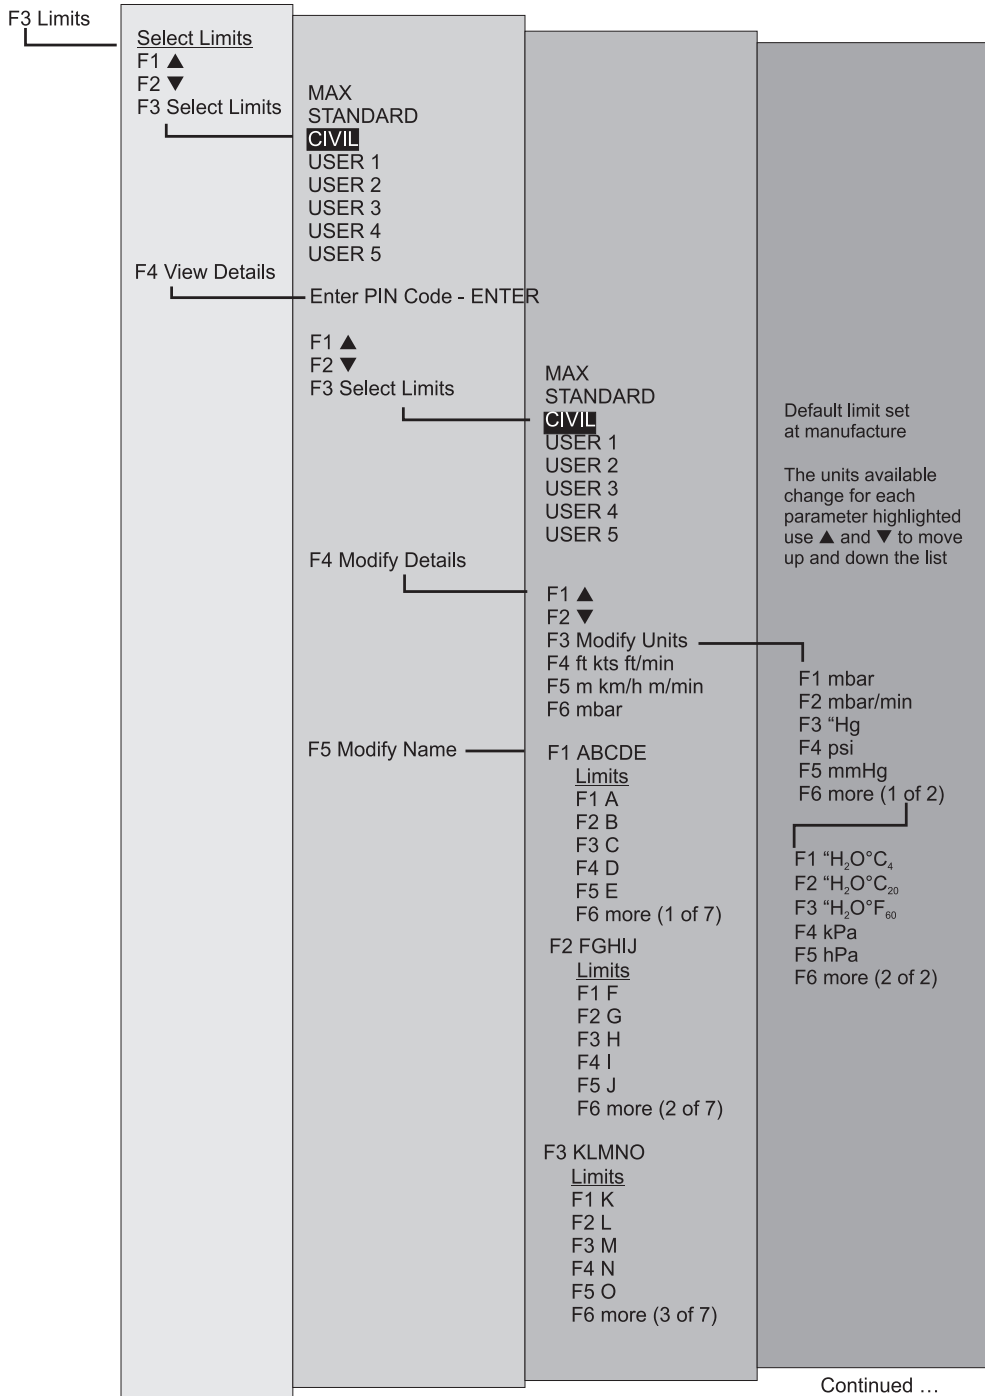 F3 Limits
Select Limits
F1 ▲
F2 ▼
F3 Select Limits
MAX
STANDARD
CIVIL
USER 1
USER 2
USER 3
USER 4
USER 5
F4 View Details
Enter PIN Code - ENTER
F1 ▲
F2 ▼
F3 Select Limits
MAX
STANDARD
CIVIL
USER 1
USER 2
USER 3
USER 4
USER 5
Default limit set
at manufacture
The units available
change for each
parameter highlighted
use ▲ and ▼ to move
up and down the list
F4 Modify Details
F1 ▲
F2 ▼
F3 Modify Units
F4 ft kts ft/min
F5 m km/h m/min
F6 mbar
F1 mbar
F2 mbar/min
F3 “Hg
F4 psi
F5 mmHg
F6 more (1 of 2)
F1 “H₂O°C₄
F2 “H₂O°C₂₀
F3 “H₂O°F₆₀
F4 kPa
F5 hPa
F6 more (2 of 2)
F5 Modify Name
F1 ABCDE
Limits
F1 A
F2 B
F3 C
F4 D
F5 E
F6 more (1 of 7)
F2 FGHIJ
Limits
F1 F
F2 G
F3 H
F4 I
F5 J
F6 more (2 of 7)
F3 KLMNO
Limits
F1 K
F2 L
F3 M
F4 N
F5 O
F6 more (3 of 7)
Continued ...